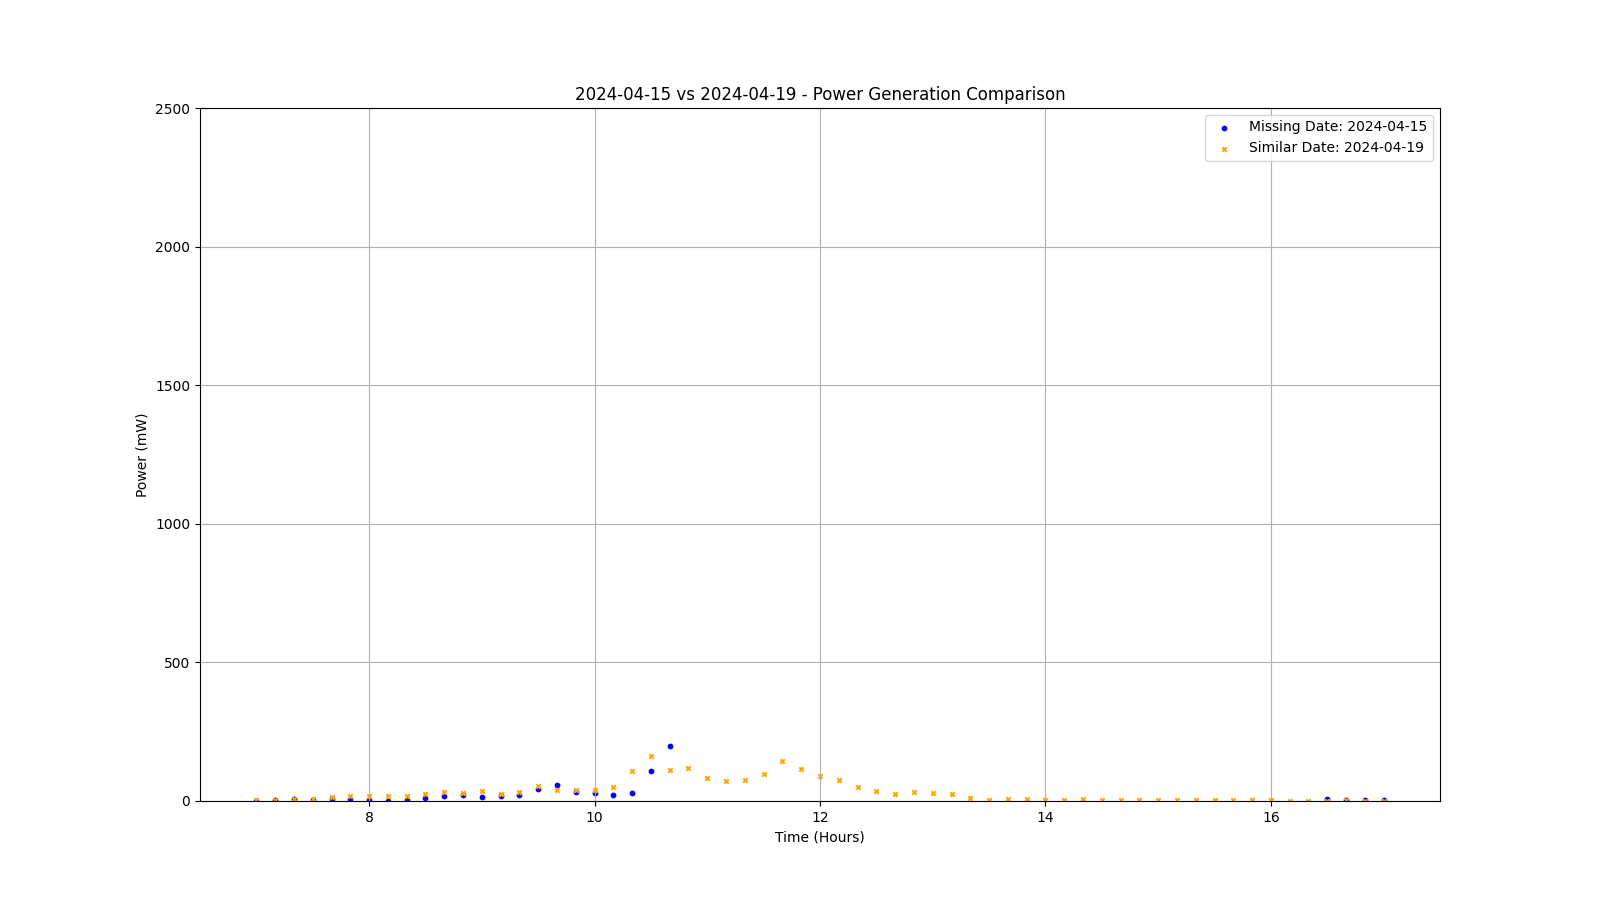 2024-04-15 vs 2024-04-19 - Power Generation Comparison
Missing Date: 2024-04-15
Similar Date: 2024-04-19
2500
2000
1500
1000
500
0
Power (mW)
8 10 12 14 16
Time (Hours)